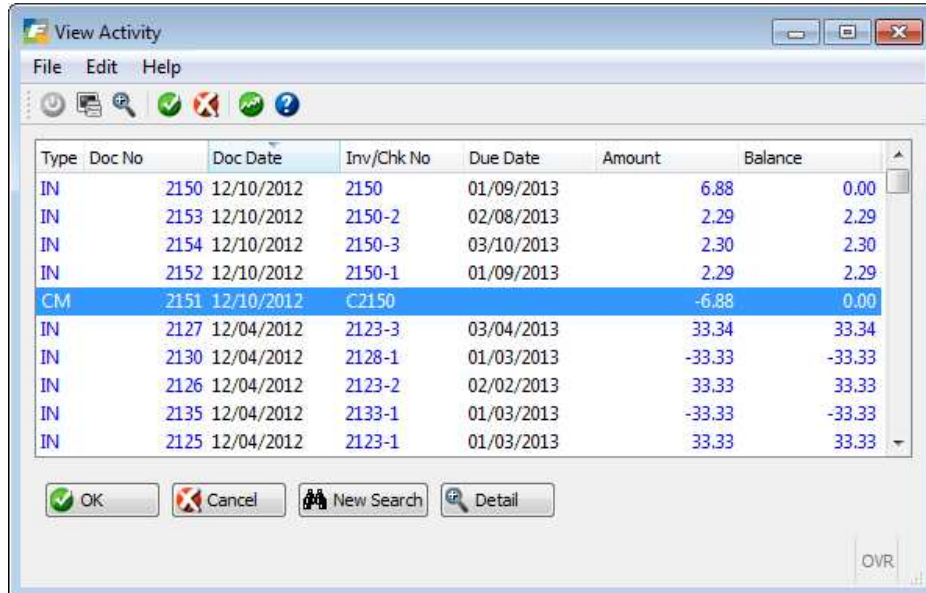 View Activity
File Edit Help
Type Doc No Doc Date Inv/Chk No Due Date Amount Balance
IN 2150 12/10/2012 2150 01/09/2013 6.88 0.00
IN 2153 12/10/2012 2150-2 02/08/2013 2.29 2.29
IN 2154 12/10/2012 2150-3 03/10/2013 2.30 2.30
IN 2152 12/10/2012 2150-1 01/09/2013 2.29 2.29
CM 2151 12/10/2012 C2150 -6.88 0.00
IN 2127 12/04/2012 2123-3 03/04/2013 33.34 33.34
IN 2130 12/04/2012 2128-1 01/03/2013 -33.33 -33.33
IN 2126 12/04/2012 2123-2 02/02/2013 33.33 33.33
IN 2135 12/04/2012 2133-1 01/03/2013 -33.33 -33.33
IN 2125 12/04/2012 2123-1 01/03/2013 33.33 33.33
OK Cancel New Search Detail
OVR